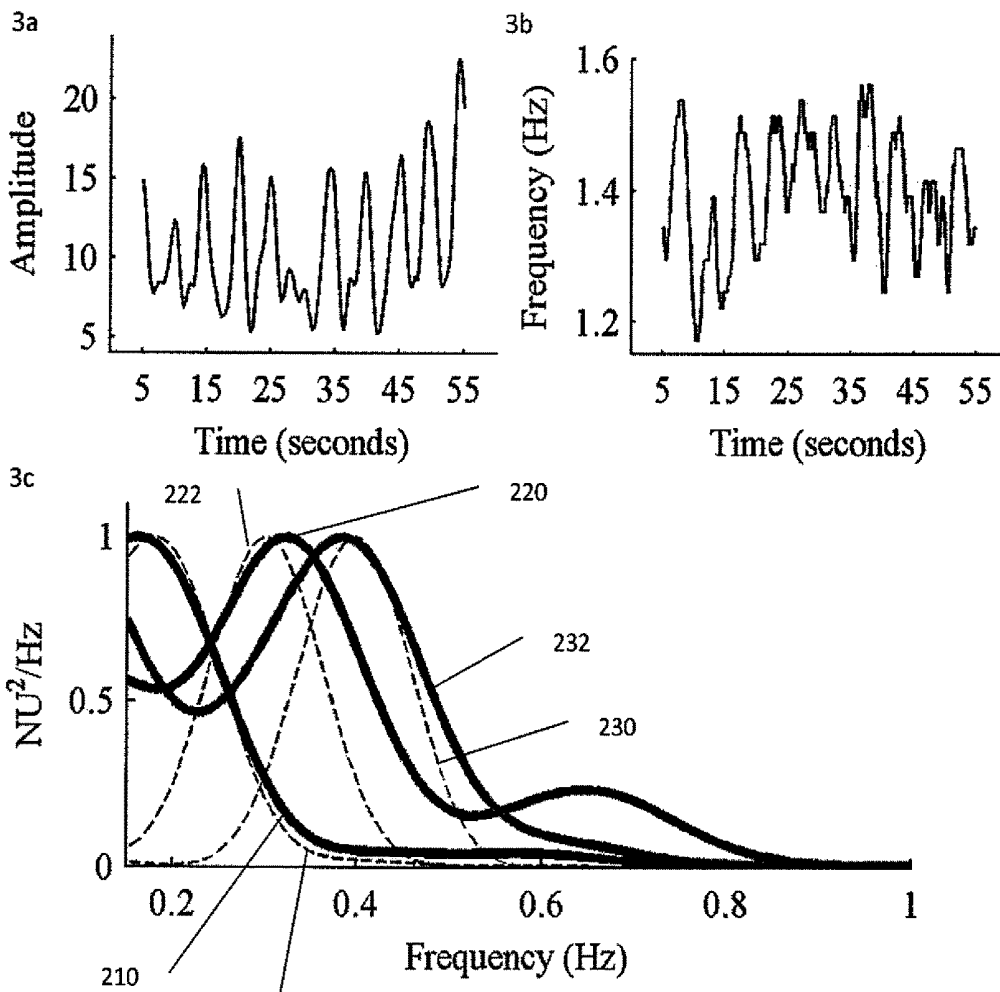 3a
Amplitude
20
15
10
5
5 15 25 35 45 55
Time (seconds)
3b
Frequency (Hz)
1.6
1.4
1.2
5 15 25 35 45 55
Time (seconds)
3c
222
220
232
230
NU²/Hz
1
0.5
0
0.2 0.4 0.6 0.8 1
Frequency (Hz)
210